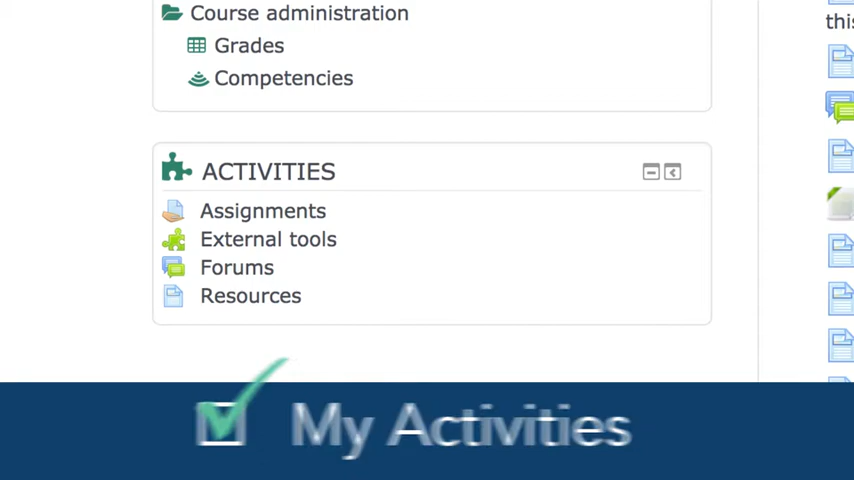 Course administration
Grades
Competencies
ACTIVITIES
Assignments
External tools
Forums
Resources
My Activities
this